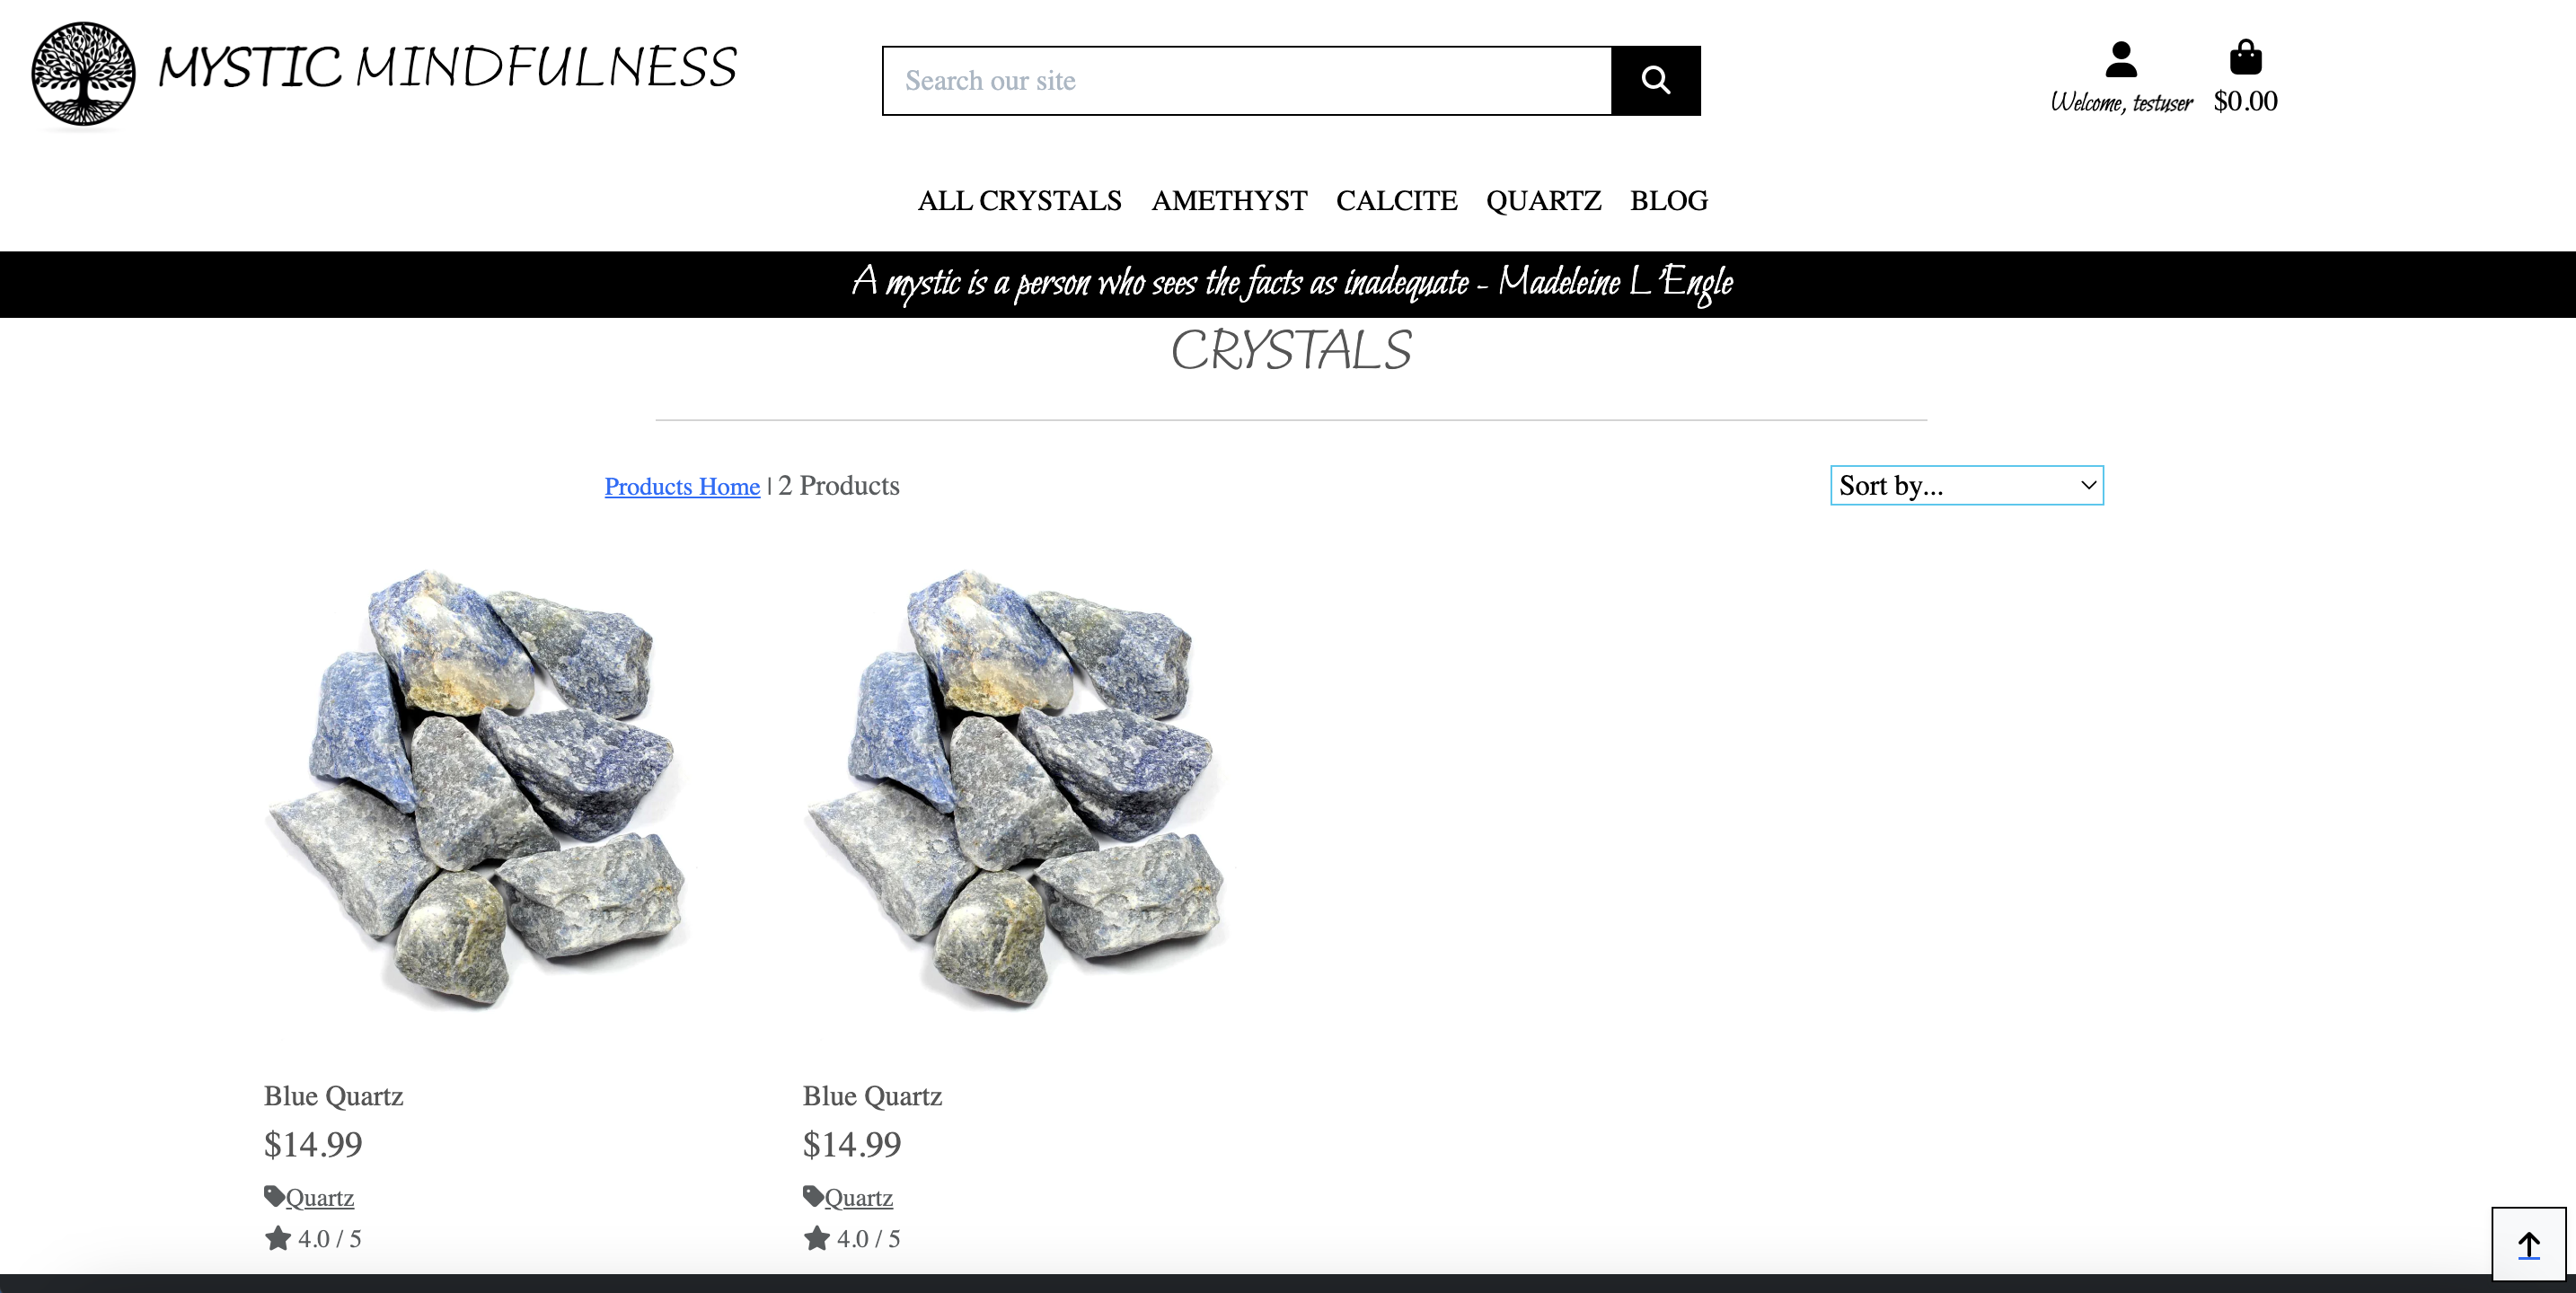 MYSTIC MINDFULNESS
Search our site
Welcome, testuser
$0.00
ALL CRYSTALS AMETHYST CALCITE QUARTZ BLOG
A mystic is a person who sees the facts as inadequate - Madeleine L'Engle
CRYSTALS
Products Home | 2 Products
Sort by...
Blue Quartz
$14.99
Quartz
4.0 / 5
Blue Quartz
$14.99
Quartz
4.0 / 5